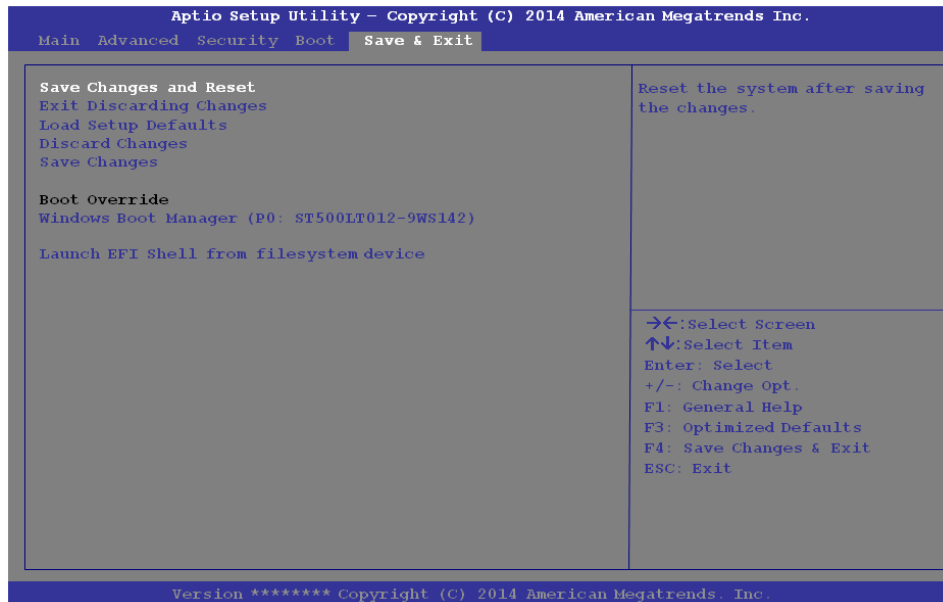 Aptio Setup Utility – Copyright (C) 2014 American Megatrends Inc.
Main Advanced Security Boot Save & Exit
Save Changes and Reset
Exit Discarding Changes
Load Setup Defaults
Discard Changes
Save Changes
Boot Override
Windows Boot Manager (P0: ST500LT012-9WS142)
Launch EFI Shell from filesystem device
Reset the system after saving
the changes.
→←:Select Screen
↑↓:Select Item
Enter: Select
+/-: Change Opt.
F1: General Help
F3: Optimized Defaults
F4: Save Changes & Exit
ESC: Exit
Version ******** Copyright (C) 2014 American Megatrends. Inc.